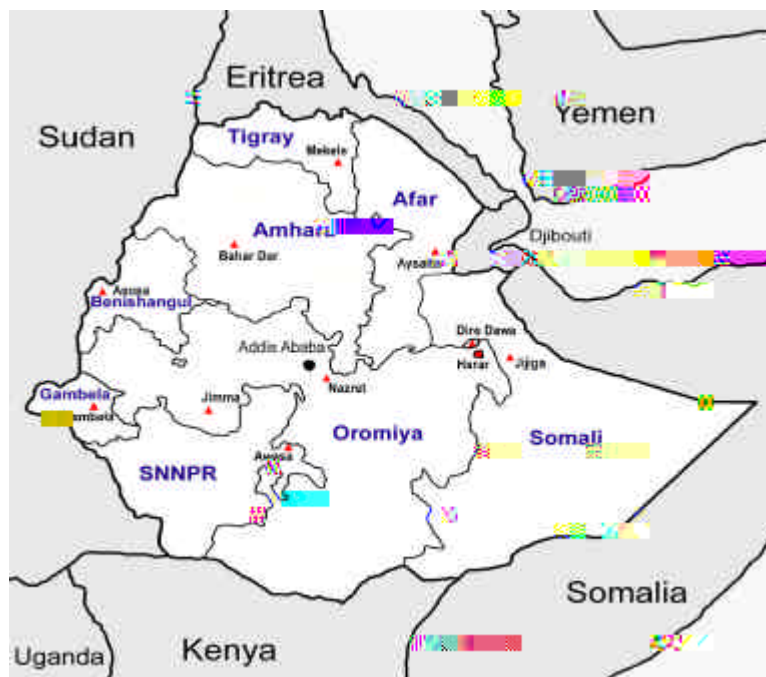 Eritrea
Yemen
Sudan
Tigray
Mekele
Afar
Amhara
Djibouti
Bahar Dar
Aysaita
Asosa
Benishangul
Dire Dawa
Addis Ababa
Harar
Jijiga
Nazret
Gambela
Jimma
Oromiya
Somali
Awasa
SNNPR
Somalia
Kenya
Uganda